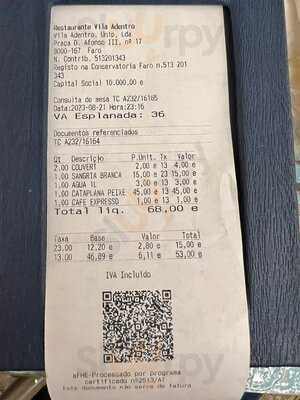 Restaurante Vila Adentro
Vila Adentro, Unip, Lda
Praça D. Afonso III, nº 17
8000-167  Faro
N. Contrib. 513201343
Registo na Conservatoria Faro n.513 201
343
Capital Social 10.000,00 e
Consulta de mesa TC A232/16165
Data:2023-08-21 Hora:23:16
VA Esplanada: 36
Documentos referenciados
TC A232/16164
Qt Descrição P.Unit. Tx Valor
2.00 COUVERT 2,00 e 13 4,00 e
1.00 SANGRIA BRANCA 15,00 e 23 15,00 e
1.00 AGUA 1L 3,00 e 13 3,00 e
1.00 CATAPLANA PEIXE 45,00 e 13 45,00 e
1.00 CAFE EXPRESSO 1,00 e 13 1,00 e
Total liq. 68,00 e
Taxa Base Valor Total
23.00 12,20 e 2,80 e 15,00 e
13.00 46,89 e 6,11 e 53,00 e
IVA Incluido
aFHE-Processado por programa
certificado nº2513/AT
Este documento não serve de fatura